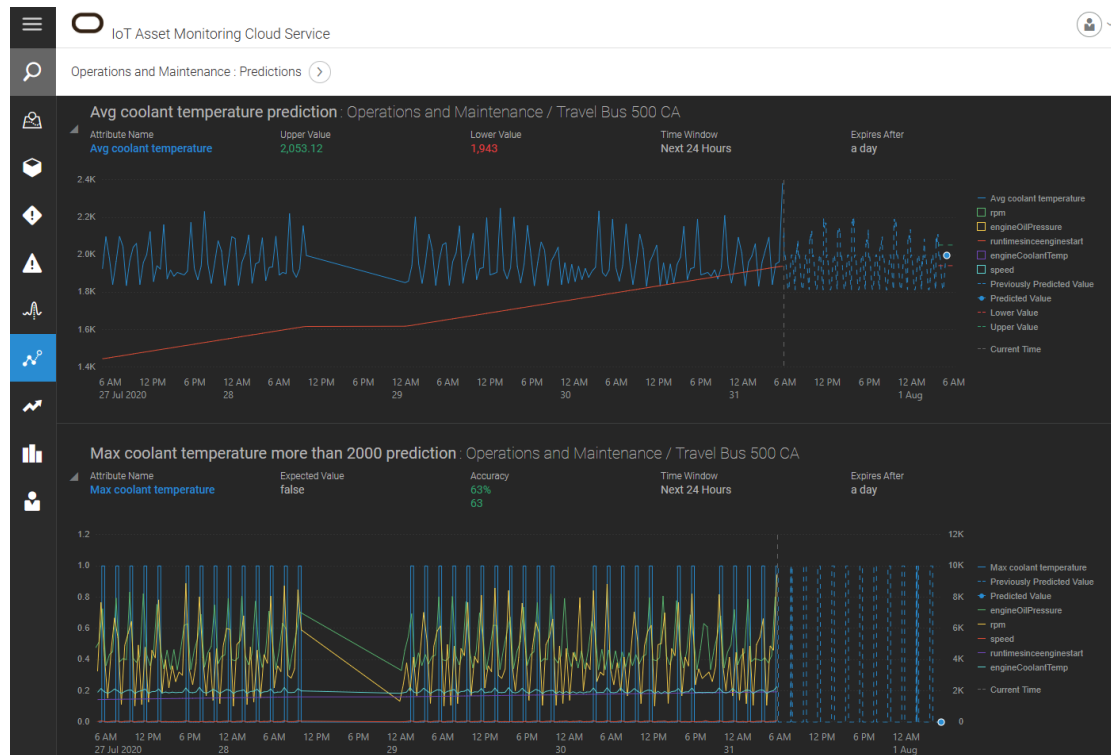 IoT Asset Monitoring Cloud Service
Operations and Maintenance : Predictions
Avg coolant temperature prediction : Operations and Maintenance / Travel Bus 500 CA
Attribute Name Upper Value Lower Value Time Window Expires After
Avg coolant temperature 2,053.12 1,943 Next 24 Hours a day
2.4K
2.2K
2.0K
1.8K
1.6K
1.4K
6 AM 12 PM 6 PM 12 AM 6 AM 12 PM 6 PM 12 AM 6 AM 12 PM 6 PM 12 AM 6 AM 12 PM 6 PM 12 AM 6 AM 12 PM 6 PM 12 AM 6 AM
27 Jul 2020 28 29 30 31 1 Aug
Avg coolant temperature
rpm
engineOilPressure
runtimesinceenginestart
engineCoolantTemp
speed
Previously Predicted Value
Predicted Value
Lower Value
Upper Value
Current Time
Max coolant temperature more than 2000 prediction : Operations and Maintenance / Travel Bus 500 CA
Attribute Name Expected Value Accuracy Time Window Expires After
Max coolant temperature false 63% Next 24 Hours a day
63
1.2 12K
1.0 10K
0.8 8K
0.6 6K
0.4 4K
0.2 2K
0.0 0
6 AM 12 PM 6 PM 12 AM 6 AM 12 PM 6 PM 12 AM 6 AM 12 PM 6 PM 12 AM 6 AM 12 PM 6 PM 12 AM 6 AM 12 PM 6 PM 12 AM
27 Jul 2020 28 29 30 31 1 Aug
Max coolant temperature
Previously Predicted Value
Predicted Value
engineOilPressure
rpm
speed
runtimesinceenginestart
engineCoolantTemp
Current Time